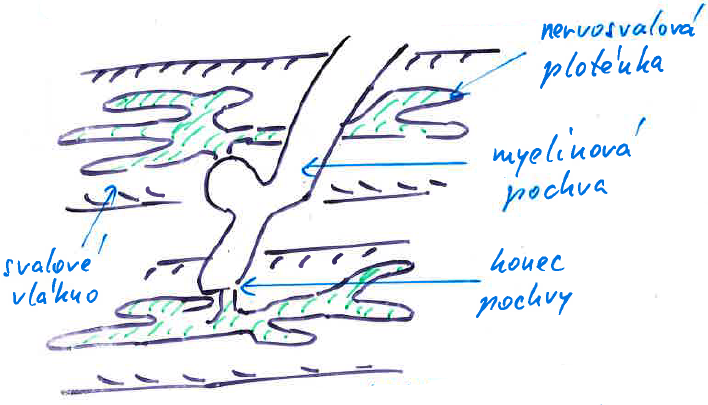 nervosvalová
ploténka
myelinová
pochva
svalové
vlákno
konec
pochvy